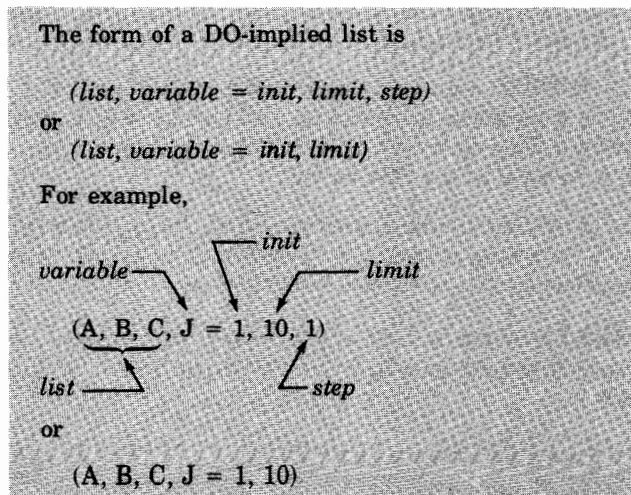 The form of a DO-implied list is
(list, variable = init, limit, step)
or
(list, variable = init, limit)
For example,
init
variable
limit
(A, B, C, J = 1, 10, 1)
list
step
or
(A, B, C, J = 1, 10)